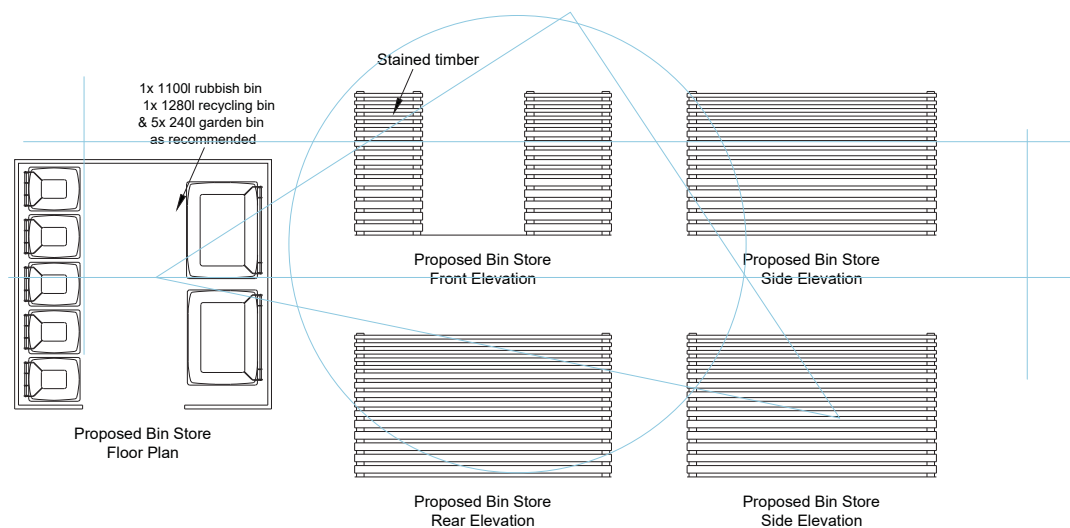 Stained timber
1x 1100l rubbish bin
1x 1280l recycling bin
& 5x 240l garden bin
as recommended
Proposed Bin Store
Front Elevation
Proposed Bin Store
Side Elevation
Proposed Bin Store
Floor Plan
Proposed Bin Store
Rear Elevation
Proposed Bin Store
Side Elevation